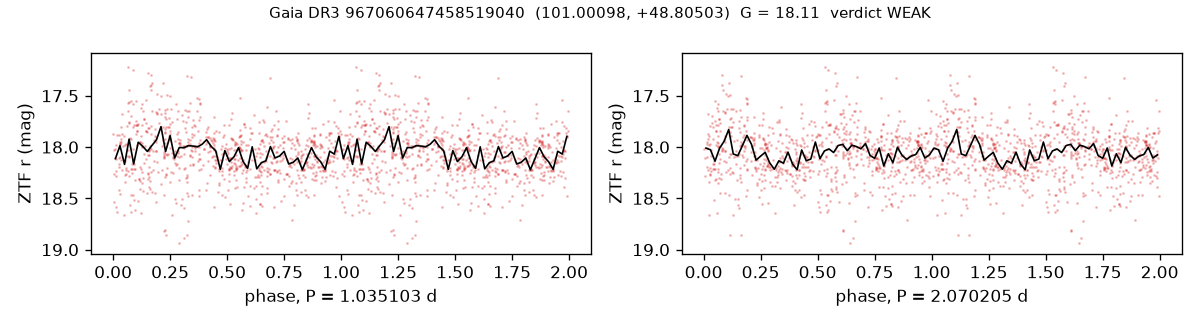 Gaia DR3 967060647458519040  (101.00098, +48.80503)  G = 18.11  verdict WEAK
ZTF r (mag)
17.5
18.0
18.5
19.0
0.00 0.25 0.50 0.75 1.00 1.25 1.50 1.75 2.00
phase, P = 1.035103 d
ZTF r (mag)
17.5
18.0
18.5
19.0
0.00 0.25 0.50 0.75 1.00 1.25 1.50 1.75 2.00
phase, P = 2.070205 d